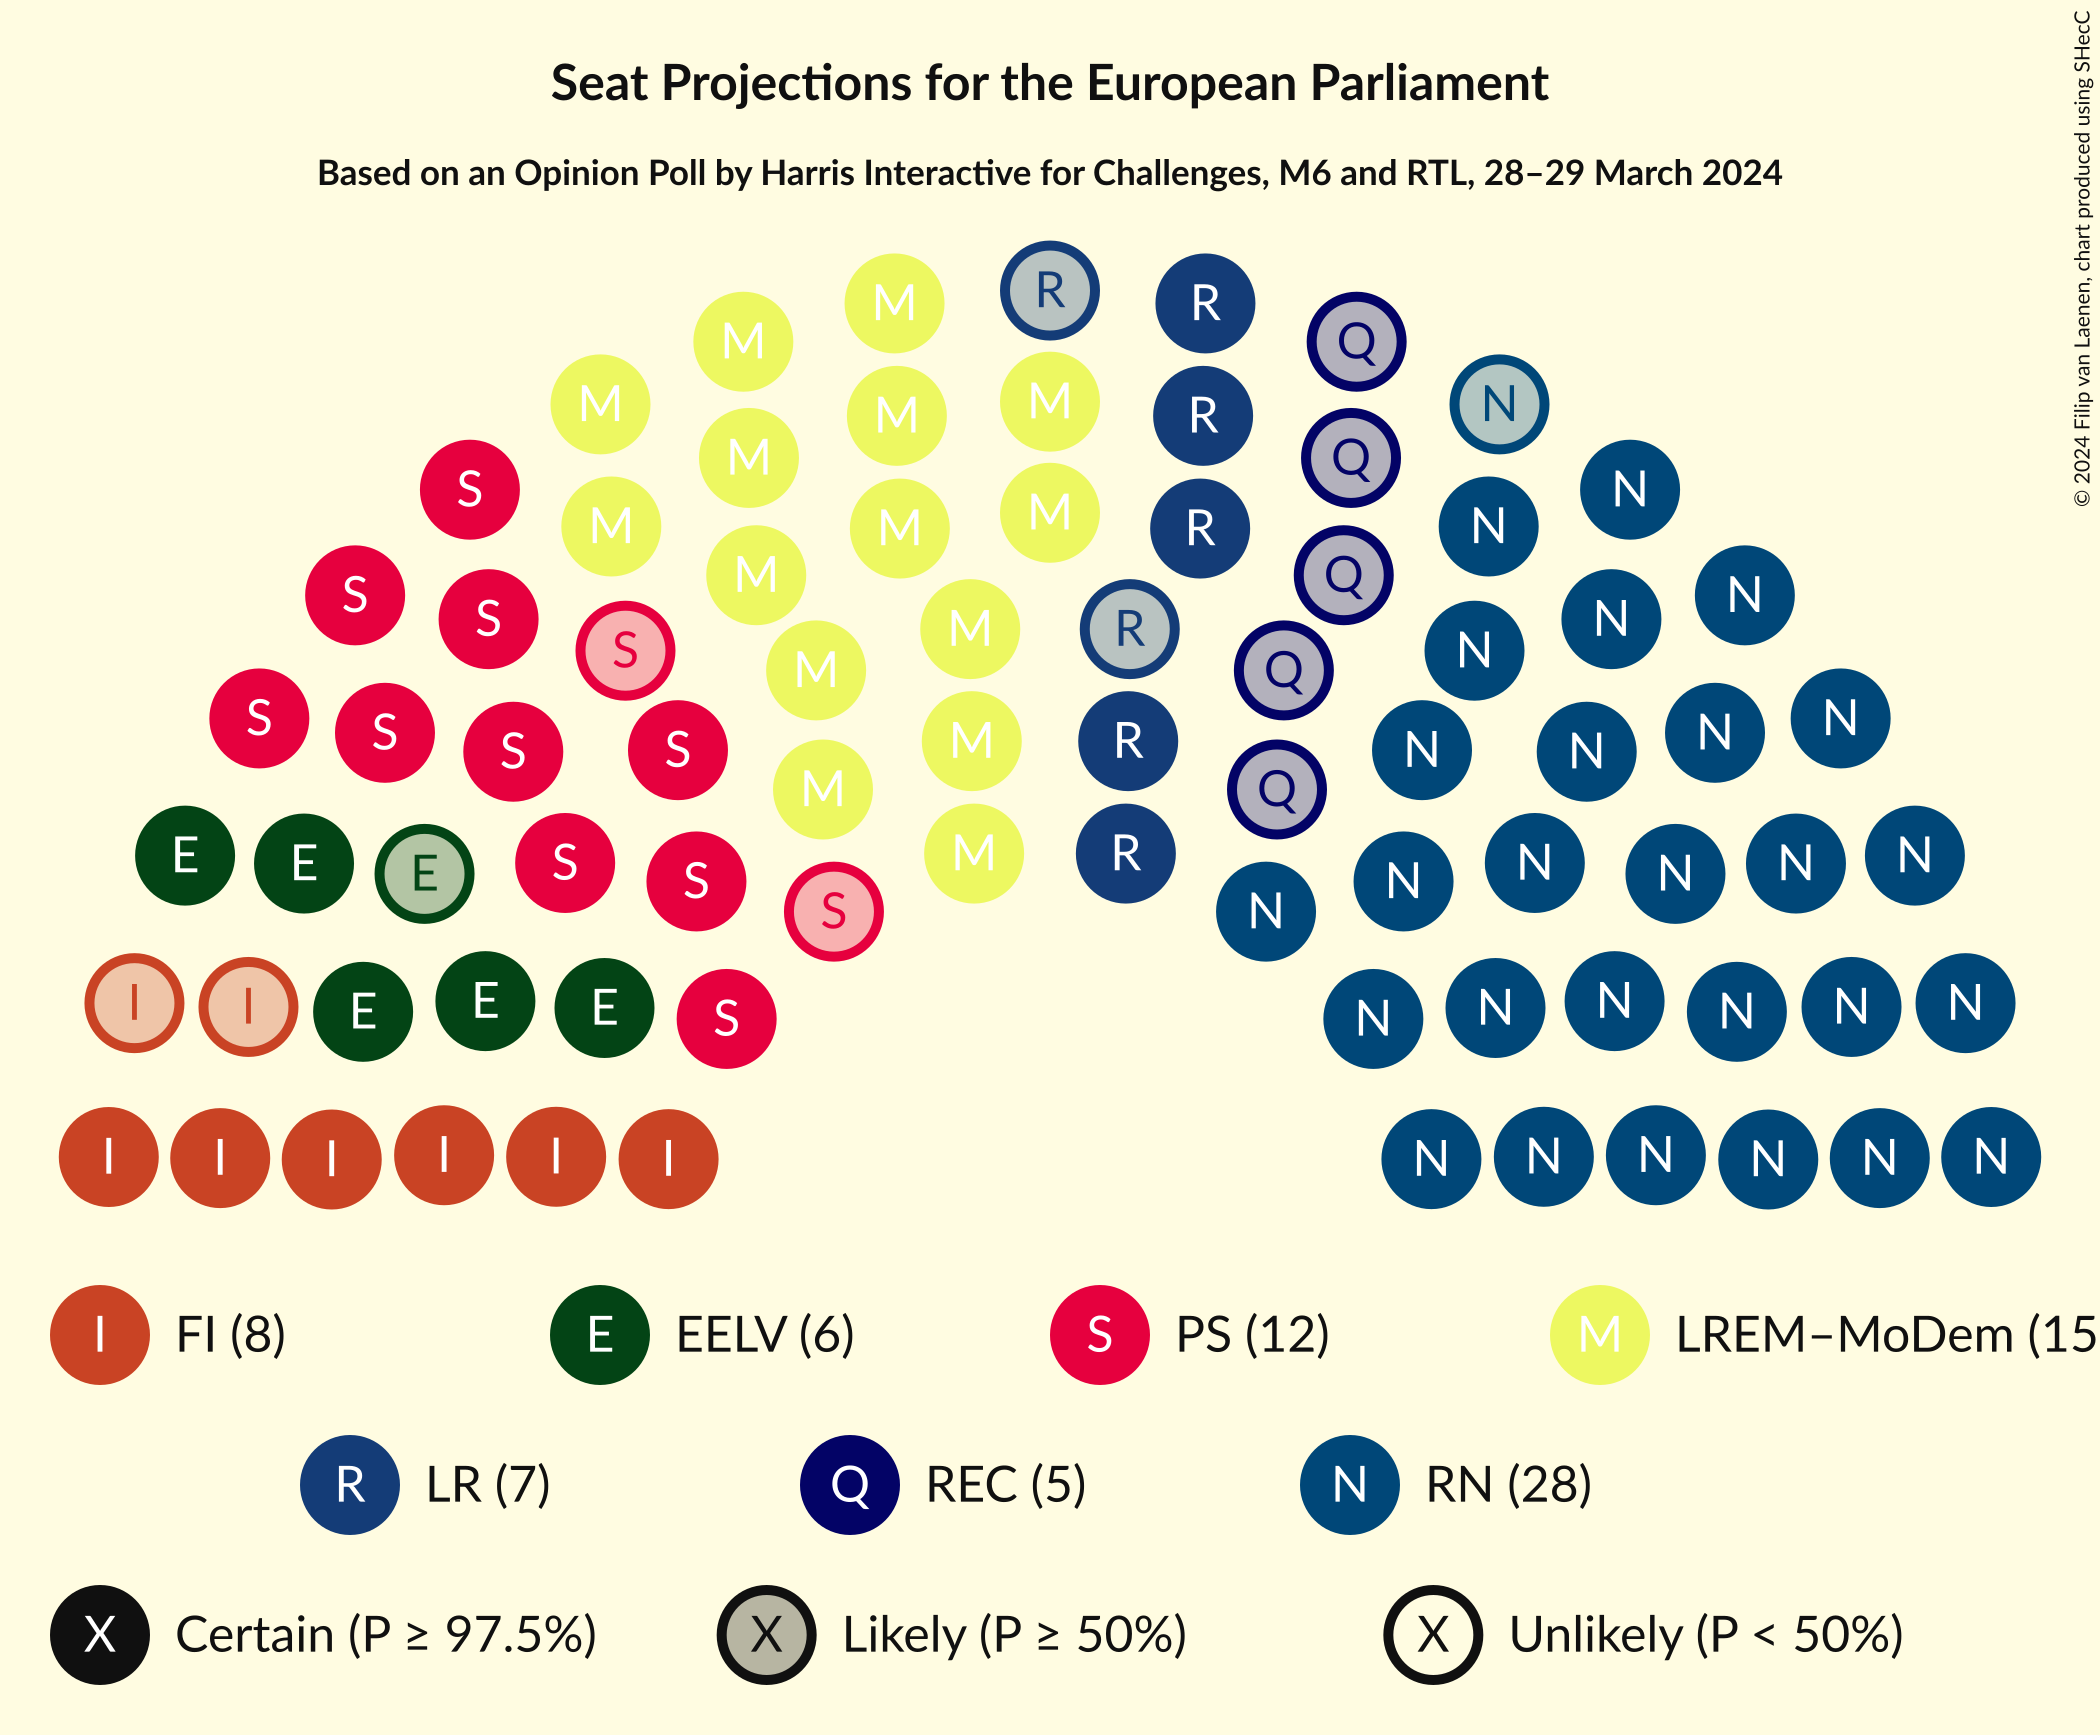 Seat Projections for the European Parliament
Based on an Opinion Poll by Harris Interactive for Challenges, M6 and RTL, 28–29 March 2024
© 2024 Filip van Laenen, chart produced using SHecC
R
M R
M Q
M M N
M R
S M Q N
M Q
M N
M R
M
S M Q N
S N
M R
S N
M Q
S N
S N
S M R N
S S N N
S N
M Q
E M R N
E S N N
E S N N
S N
I E E N N
I E E S N N N N
I I I I I I N N N N N N
I FI (8) E EELV (6) S PS (12) M LREM–MoDem (15
R LR (7) Q REC (5) N RN (28)
X Certain (P ≥ 97.5%) X Likely (P ≥ 50%) X Unlikely (P < 50%)